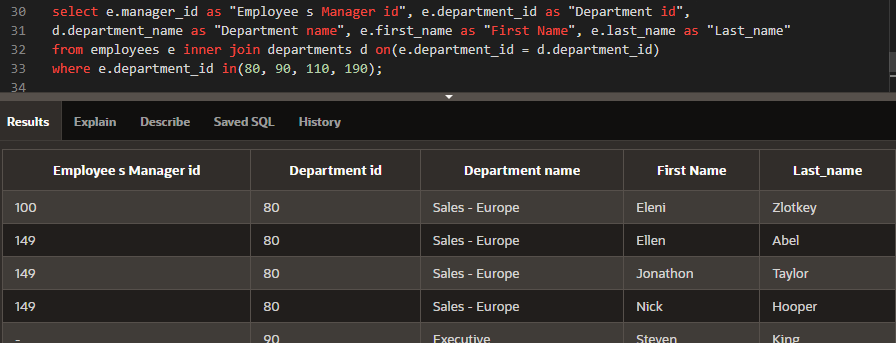 30 select e.manager_id as "Employee s Manager id", e.department_id as "Department id",
31 d.department_name as "Department name", e.first_name as "First Name", e.last_name as "Last_name"
32 from employees e inner join departments d on(e.department_id = d.department_id)
33 where e.department_id in(80, 90, 110, 190);
34
Results Explain Describe Saved SQL History
Employee s Manager id Department id Department name First Name Last_name
100 80 Sales - Europe Eleni Zlotkey
149 80 Sales - Europe Ellen Abel
149 80 Sales - Europe Jonathon Taylor
149 80 Sales - Europe Nick Hooper
- 90 Executive Steven King